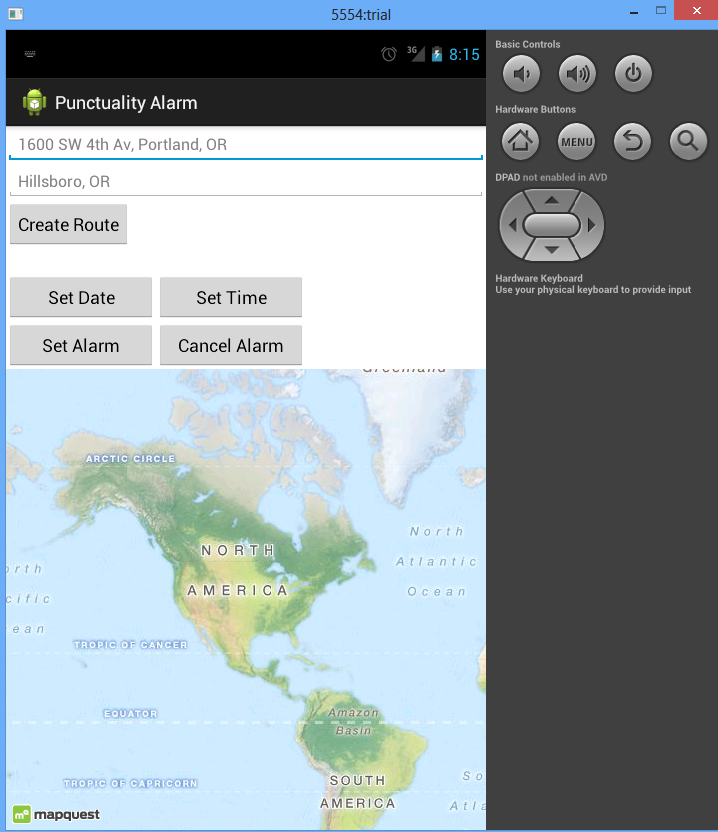 5554:trial
3G 8:15
Punctuality Alarm
1600 SW 4th Av, Portland, OR
Hillsboro, OR
Create Route
Set Date
Set Time
Set Alarm
Cancel Alarm
Greenland
ARCTIC CIRCLE
NORTH
AMERICA
North
Atlantic
Ocean
orth
cific
ean
TROPIC OF CANCER
EQUATOR
Amazon
Basin
TROPIC OF CAPRICORN
SOUTH
AMERICA
So
Atla
mapquest
Basic Controls
Hardware Buttons
MENU
DPAD not enabled in AVD
Hardware Keyboard
Use your physical keyboard to provide input